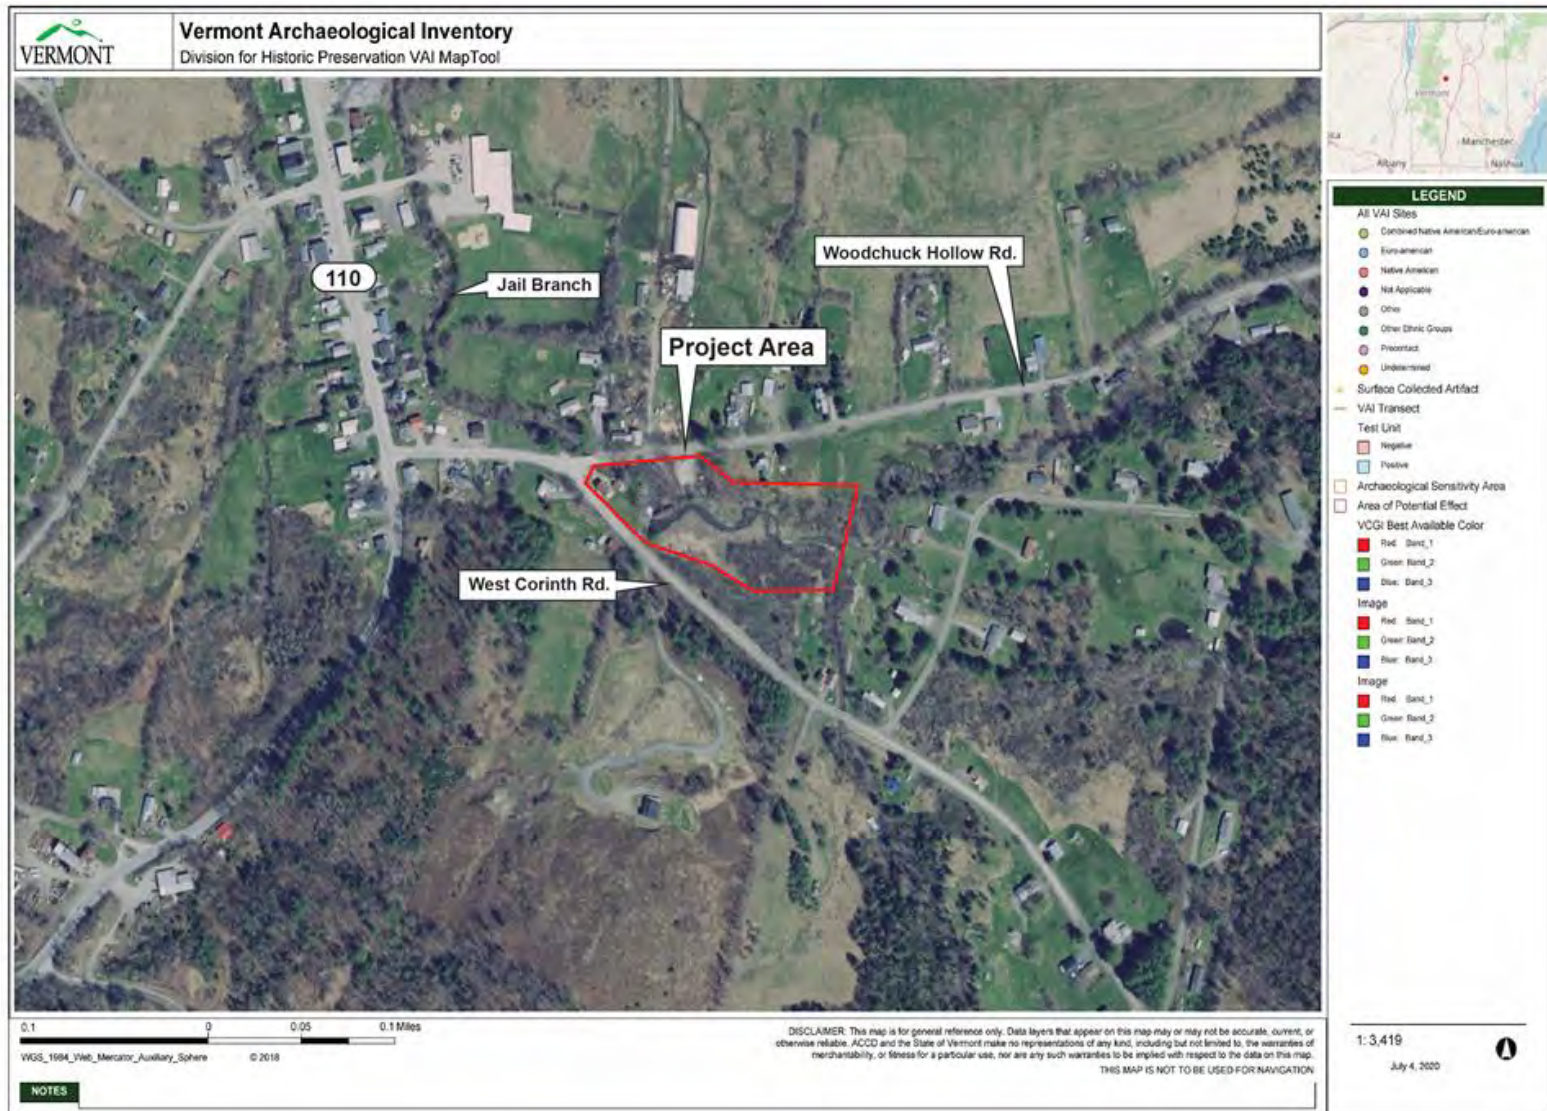 VERMONT
Vermont Archaeological Inventory
Division for Historic Preservation VAI MapTool
110
Jail Branch
Woodchuck Hollow Rd.
Project Area
West Corinth Rd.
Vermont
Manchester
Albany
Nashua
LEGEND
All VAI Sites
Combined Native American/Euro-american
Euro-american
Native American
Not Applicable
Other
Other Ethnic Groups
Precontact
Undetermined
Surface Collected Artifact
VAI Transect
Test Unit
Negative
Positive
Archaeological Sensitivity Area
Area of Potential Effect
VCGI Best Available Color
Red: Band_1
Green: Band_2
Blue: Band_3
Image
Red: Band_1
Green: Band_2
Blue: Band_3
Image
Red: Band_1
Green: Band_2
Blue: Band_3
0.1 0 0.05 0.1 Miles
WGS_1984_Web_Mercator_Auxiliary_Sphere © 2018
DISCLAIMER: This map is for general reference only. Data layers that appear on this map may or may not be accurate, current, or
otherwise reliable. ACCD and the State of Vermont make no representations of any kind, including but not limited to, the warranties of
merchantability, or fitness for a particular use, nor are any such warranties to be implied with respect to the data on this map.
THIS MAP IS NOT TO BE USED FOR NAVIGATION
1: 3,419
July 4, 2020
NOTES